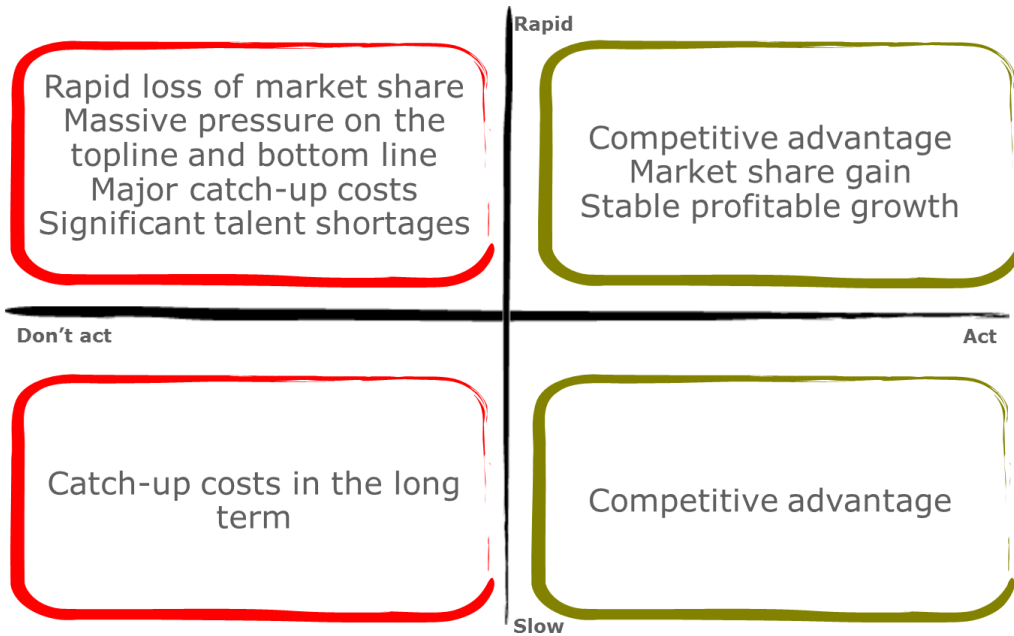 Rapid
Rapid loss of market share
Massive pressure on the
topline and bottom line
Major catch-up costs
Significant talent shortages
Competitive advantage
Market share gain
Stable profitable growth
Don’t act
Act
Catch-up costs in the long
term
Competitive advantage
Slow